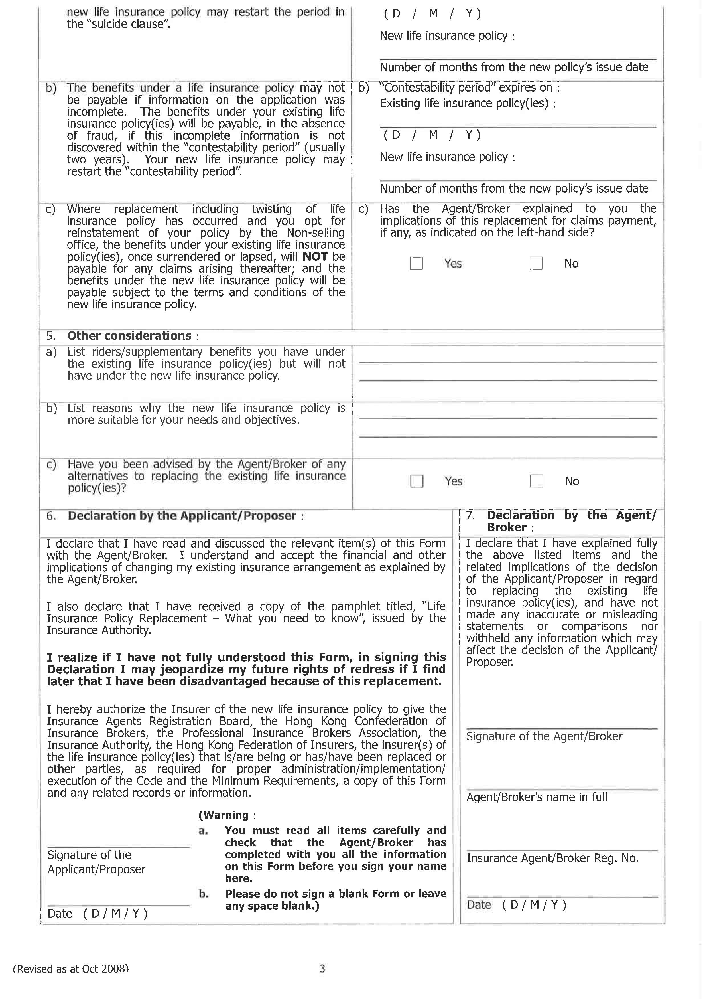 new life insurance policy may restart the period in
the "suicide clause".
( D / M / Y )
New life insurance policy :
Number of months from the new policy's issue date
b) The benefits under a life insurance policy may not
be payable if information on the application was
incomplete. The benefits under your existing life
insurance policy(ies) will be payable, in the absence
of fraud, if this incomplete information is not
discovered within the "contestability period" (usually
two years). Your new life insurance policy may
restart the "contestability period".
b) "Contestability period" expires on :
Existing life insurance policy(ies) :
( D / M / Y )
New life insurance policy :
Number of months from the new policy's issue date
c) Where replacement including twisting of life
insurance policy has occurred and you opt for
reinstatement of your policy by the Non-selling
office, the benefits under your existing life insurance
policy(ies), once surrendered or lapsed, will NOT be
payable for any claims arising thereafter; and the
benefits under the new life insurance policy will be
payable subject to the terms and conditions of the
new life insurance policy.
c) Has the Agent/Broker explained to you the
implications of this replacement for claims payment,
if any, as indicated on the left-hand side?
Yes No
5. Other considerations :
a) List riders/supplementary benefits you have under
the existing life insurance policy(ies) but will not
have under the new life insurance policy.
b) List reasons why the new life insurance policy is
more suitable for your needs and objectives.
c) Have you been advised by the Agent/Broker of any
alternatives to replacing the existing life insurance
policy(ies)?
Yes No
6. Declaration by the Applicant/Proposer :
I declare that I have read and discussed the relevant item(s) of this Form
with the Agent/Broker. I understand and accept the financial and other
implications of changing my existing insurance arrangement as explained by
the Agent/Broker.
I also declare that I have received a copy of the pamphlet titled, "Life
Insurance Policy Replacement – What you need to know", issued by the
Insurance Authority.
I realize if I have not fully understood this Form, in signing this
Declaration I may jeopardize my future rights of redress if I find
later that I have been disadvantaged because of this replacement.
I hereby authorize the Insurer of the new life insurance policy to give the
Insurance Agents Registration Board, the Hong Kong Confederation of
Insurance Brokers, the Professional Insurance Brokers Association, the
Insurance Authority, the Hong Kong Federation of Insurers, the insurer(s) of
the life insurance policy(ies) that is/are being or has/have been replaced or
other parties, as required for proper administration/implementation/
execution of the Code and the Minimum Requirements, a copy of this Form
and any related records or information.
Signature of the
Applicant/Proposer
Date ( D / M / Y )
(Warning :
a. You must read all items carefully and
check that the Agent/Broker has
completed with you all the information
on this Form before you sign your name
here.
b. Please do not sign a blank Form or leave
any space blank.)
7. Declaration by the Agent/
Broker :
I declare that I have explained fully
the above listed items and the
related implications of the decision
of the Applicant/Proposer in regard
to replacing the existing life
insurance policy(ies), and have not
made any inaccurate or misleading
statements or comparisons nor
withheld any information which may
affect the decision of the Applicant/
Proposer.
Signature of the Agent/Broker
Agent/Broker's name in full
Insurance Agent/Broker Reg. No.
Date ( D / M / Y )
(Revised as at Oct 2008)
3